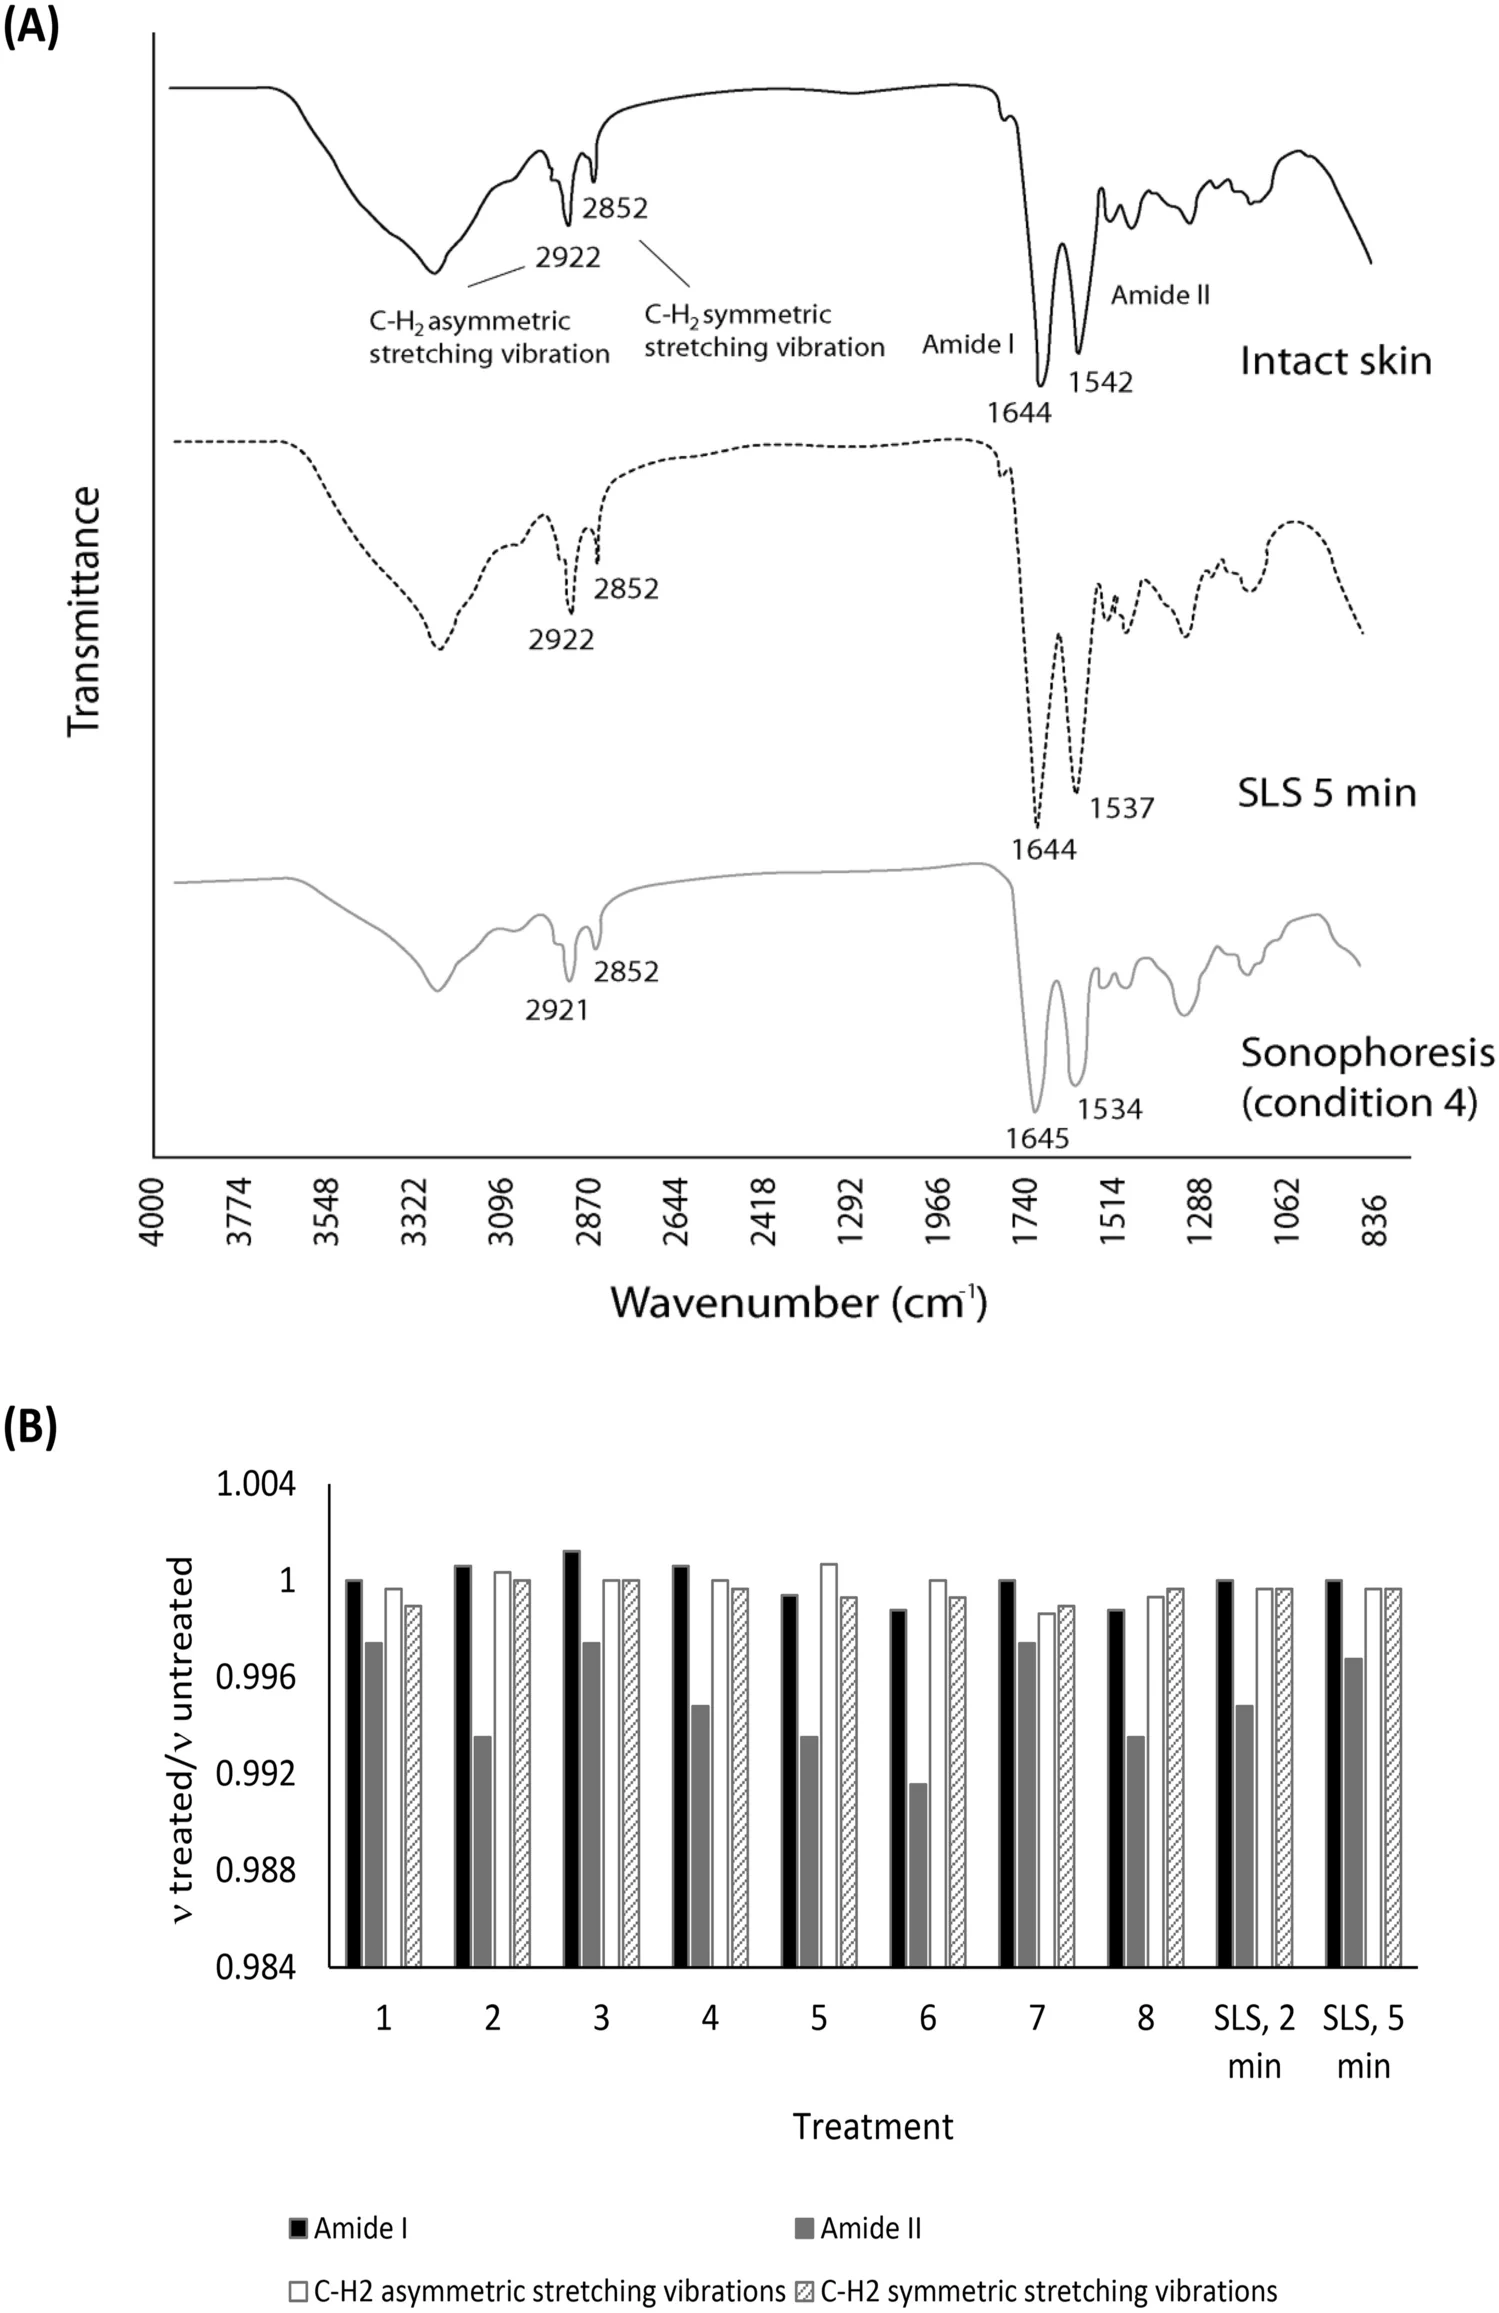 (A)
2852
2922
C-H2 asymmetric
stretching vibration
C-H2 symmetric
stretching vibration
Amide I
Amide II
1644
1542
Intact skin
2852
2922
1537
1644
SLS 5 min
2852
2921
1534
1645
Sonophoresis
(condition 4)
Transmittance
4000
3774
3548
3322
3096
2870
2644
2418
1292
1966
1740
1514
1288
1062
836
Wavenumber (cm-1)
(B)
1.004
1
0.996
0.992
0.988
0.984
ν treated/ν untreated
1
2
3
4
5
6
7
8
SLS, 2
min
SLS, 5
min
Treatment
Amide I
Amide II
C-H2 asymmetric stretching vibrations
C-H2 symmetric stretching vibrations